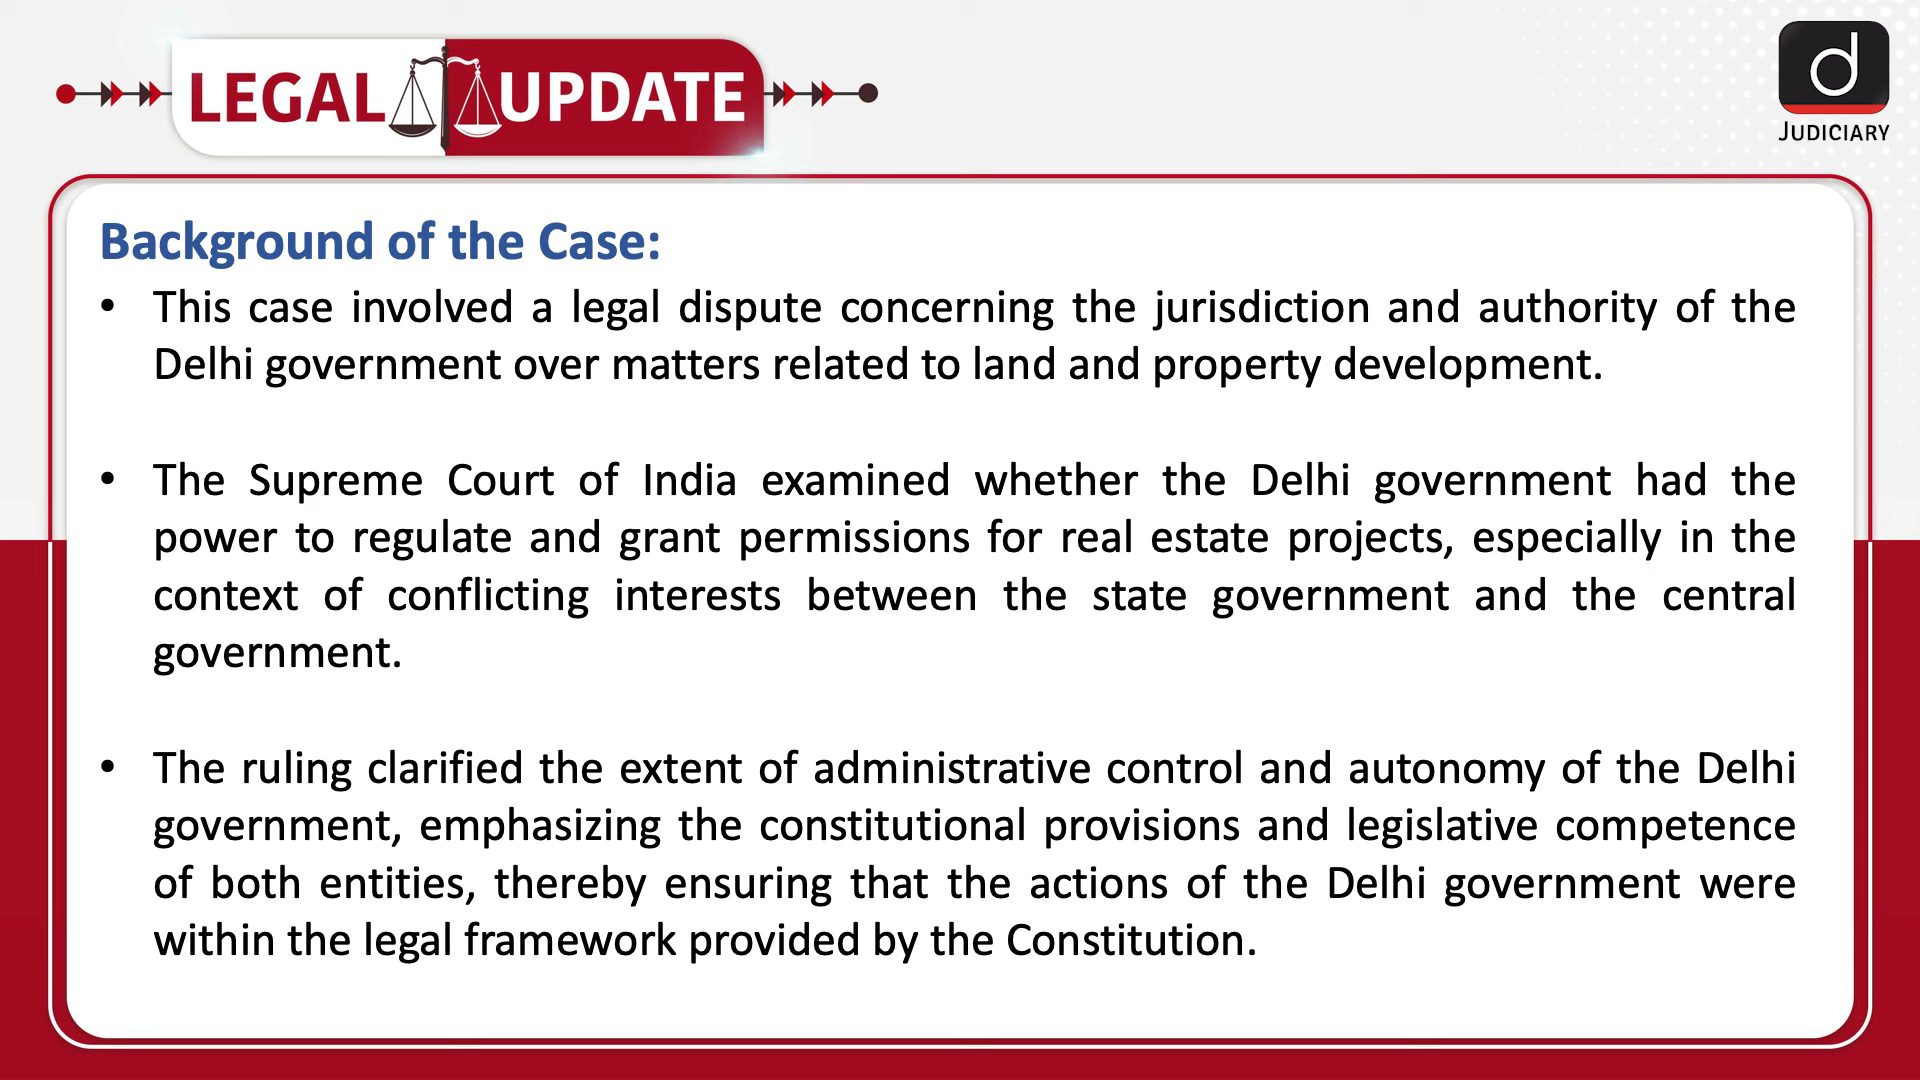 LEGAL UPDATE
d
JUDICIARY
Background of the Case:
• This case involved a legal dispute concerning the jurisdiction and authority of the
Delhi government over matters related to land and property development.
• The Supreme Court of India examined whether the Delhi government had the
power to regulate and grant permissions for real estate projects, especially in the
context of conflicting interests between the state government and the central
government.
• The ruling clarified the extent of administrative control and autonomy of the Delhi
government, emphasizing the constitutional provisions and legislative competence
of both entities, thereby ensuring that the actions of the Delhi government were
within the legal framework provided by the Constitution.